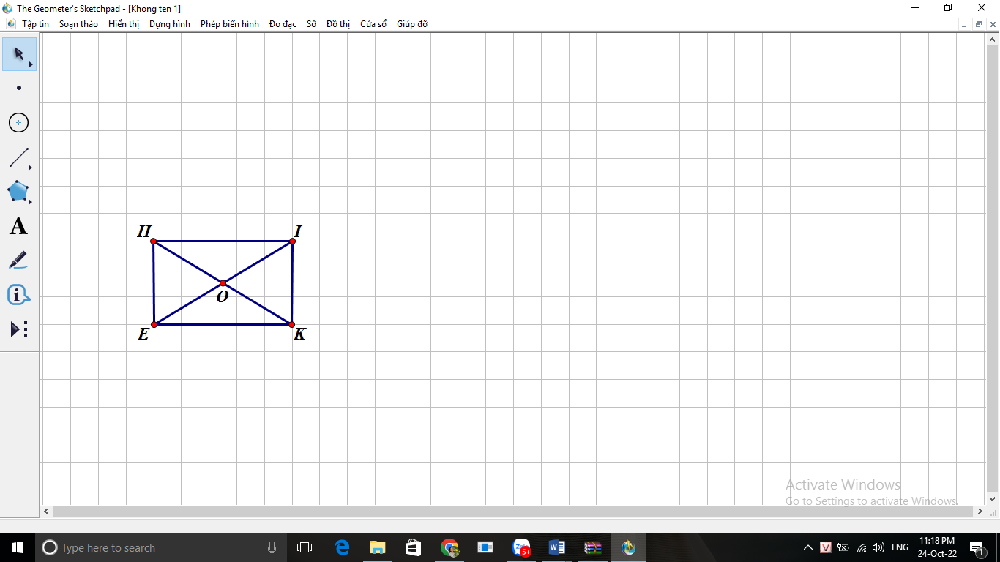 The Geometer's Sketchpad - [Khong ten 1]
Tập tin Soạn thảo Hiển thị Dựng hình Phép biến hình Đo đạc Số Đồ thị Cửa sổ Giúp đỡ
A
H I
O
E K
Activate Windows
Go to Settings to activate Windows.
Type here to search
Zalo 5+
V ENG 11:18 PM
24-Oct-22
1